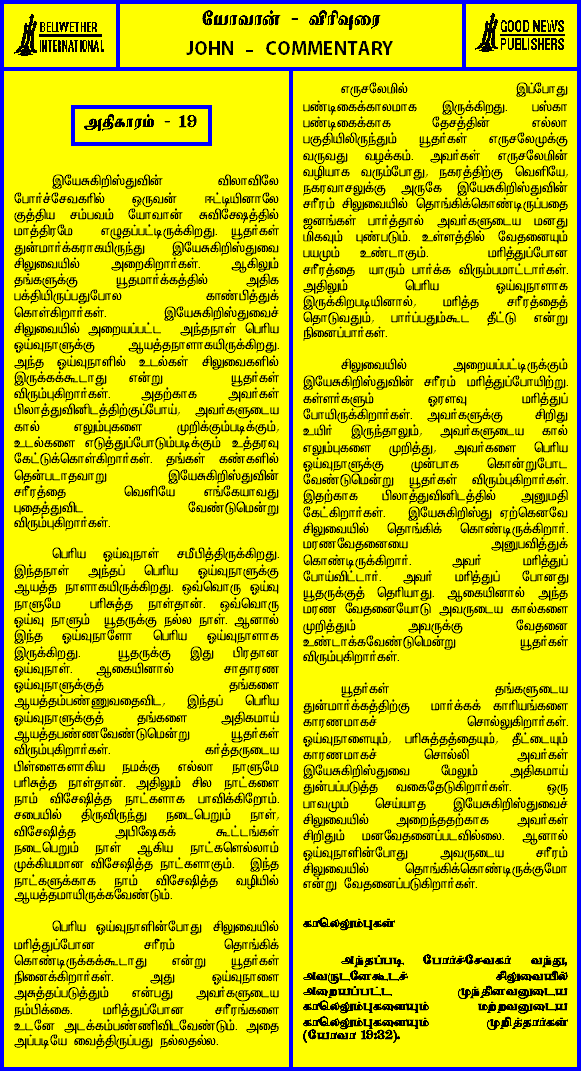 BELLWETHER
INTERNATIONAL
யோவான் - விரிவுரை
JOHN - COMMENTARY
GOOD NEWS
PUBLISHERS
அதிகாரம் - 19
இயேசுகிறிஸ்துவின் விலாவிலே
போர்ச்சேவகரில் ஒருவன் ஈட்டியினாலே
குத்திய சம்பவம் யோவான் சுவிசேஷத்தில்
மாத்திரமே எழுதப்பட்டிருக்கிறது. யூதர்கள்
துன்மார்க்கராகயிருந்து இயேசுகிறிஸ்துவை
சிலுவையில் அறைகிறார்கள். ஆகிலும்
தங்களுக்கு யூதமார்க்கத்தில் அதிக
பக்தியிருப்பதுபோல காண்பித்துக்
கொள்கிறார்கள். இயேசுகிறிஸ்துவைச்
சிலுவையில் அறையப்பட்ட அந்தநாள் பெரிய
ஓய்வுநாளுக்கு ஆயத்தநாளாகயிருக்கிறது.
அந்த ஓய்வுநாளில் உடல்கள் சிலுவைகளில்
இருக்கக்கூடாது என்று யூதர்கள்
விரும்புகிறார்கள். அதற்காக அவர்கள்
பிலாத்துவினிடத்திற்குப்போய், அவர்களுடைய
கால் எலும்புகளை முறிக்கும்படிக்கும்,
உடல்களை எடுத்துப்போடும்படிக்கும் உத்தரவு
கேட்டுக்கொள்கிறார்கள். தங்கள் கண்களில்
தென்படாதவாறு இயேசுகிறிஸ்துவின்
சரீரத்தை வெளியே எங்கேயாவது
புதைத்துவிட வேண்டுமென்று
விரும்புகிறார்கள்.
பெரிய ஓய்வுநாள் சமீபித்திருக்கிறது.
இந்தநாள் அந்தப் பெரிய ஓய்வுநாளுக்கு
ஆயத்த நாளாகயிருக்கிறது. ஒவ்வொரு ஓய்வு
நாளுமே பரிசுத்த நாள்தான். ஒவ்வொரு
ஓய்வு நாளும் யூதருக்கு நல்ல நாள். ஆனால்
இந்த ஓய்வுநாளோ பெரிய ஓய்வுநாளாக
இருக்கிறது. யூதருக்கு இது பிரதான
ஓய்வுநாள். ஆகையினால் சாதாரண
ஓய்வுநாளுக்குத் தங்களை
ஆயத்தம்பண்ணுவதைவிட, இந்தப் பெரிய
ஓய்வுநாளுக்குத் தங்களை அதிகமாய்
ஆயத்தபண்ணவேண்டுமென்று யூதர்கள்
விரும்புகிறார்கள். கர்த்தருடைய
பிள்ளைகளாகிய நமக்கு எல்லா நாளுமே
பரிசுத்த நாள்தான். அதிலும் சில நாட்களை
நாம் விசேஷித்த நாட்களாக பாவிக்கிறோம்.
சபையில் திருவிருந்து நடைபெறும் நாள்,
விசேஷித்த அபிஷேகக் கூட்டங்கள்
நடைபெறும் நாள் ஆகிய நாட்களெல்லாம்
முக்கியமான விசேஷித்த நாட்களாகும். இந்த
நாட்களுக்காக நாம் விசேஷித்த வழியில்
ஆயத்தமாயிருக்கவேண்டும்.
பெரிய ஓய்வுநாளின்போது சிலுவையில்
மரித்துப்போன சரீரம் தொங்கிக்
கொண்டிருக்கக்கூடாது என்று யூதர்கள்
நினைக்கிறார்கள். அது ஓய்வுநாளை
அசுத்தப்படுத்தும் என்பது அவர்களுடைய
நம்பிக்கை. மரித்துப்போன சரீரங்களை
உடனே அடக்கம்பண்ணிவிடவேண்டும். அதை
அப்படியே வைத்திருப்பது நல்லதல்ல.
எருசலேமில் இப்போது
பண்டிகைக்காலமாக இருக்கிறது. பஸ்கா
பண்டிகைக்காக தேசத்தின் எல்லா
பகுதியிலிருந்தும் யூதர்கள் எருசலேமுக்கு
வருவது வழக்கம். அவர்கள் எருசலேமின்
வழியாக வரும்போது, நகரத்திற்கு வெளியே,
நகரவாசலுக்கு அருகே இயேசுகிறிஸ்துவின்
சரீரம் சிலுவையில் தொங்கிக்கொண்டிருப்பதை
ஜனங்கள் பார்த்தால் அவர்களுடைய மனது
மிகவும் புண்படும். உள்ளத்தில் வேதனையும்
பயமும் உண்டாகும். மரித்துப்போன
சரீரத்தை யாரும் பார்க்க விரும்பமாட்டார்கள்.
அதிலும் பெரிய ஓய்வுநாளாக
இருக்கிறபடியினால், மரித்த சரீரத்தைத்
தொடுவதும், பார்ப்பதும்கூட தீட்டு என்று
நினைப்பார்கள்.
சிலுவையில் அறையப்பட்டிருக்கும்
இயேசுகிறிஸ்துவின் சரீரம் மரித்துப்போயிற்று.
கள்ளர்களும் ஓரளவு மரித்துப்
போயிருக்கிறார்கள். அவர்களுக்கு சிறிது
உயிர் இருந்தாலும், அவர்களுடைய கால்
எலும்புகளை முறித்து, அவர்களை பெரிய
ஓய்வுநாளுக்கு முன்பாக கொன்றுபோட
வேண்டுமென்று யூதர்கள் விரும்புகிறார்கள்.
இதற்காக பிலாத்துவினிடத்தில் அனுமதி
கேட்கிறார்கள். இயேசுகிறிஸ்து ஏற்கெனவே
சிலுவையில் தொங்கிக் கொண்டிருக்கிறார்.
மரணவேதனையை அனுபவித்துக்
கொண்டிருக்கிறார். அவர் மரித்துப்
போய்விட்டார். அவர் மரித்துப் போனது
யூதருக்குத் தெரியாது. ஆகையினால் அந்த
மரண வேதனையோடு அவருடைய கால்களை
முறித்தும் அவருக்கு வேதனை
உண்டாக்கவேண்டுமென்று யூதர்கள்
விரும்புகிறார்கள்.
யூதர்கள் தங்களுடைய
துன்மார்க்கத்திற்கு மார்க்கக் காரியங்களை
காரணமாகச் சொல்லுகிறார்கள்.
ஓய்வுநாளையும், பரிசுத்தத்தையும், தீட்டையும்
காரணமாகச் சொல்லி அவர்கள்
இயேசுகிறிஸ்துவை மேலும் அதிகமாய்
துன்பப்படுத்த வகைதேடுகிறார்கள். ஒரு
பாவமும் செய்யாத இயேசுகிறிஸ்துவைச்
சிலுவையில் அறைந்ததற்காக அவர்கள்
சிறிதும் மனவேதனைப்படவில்லை. ஆனால்
ஓய்வுநாளின்போது அவருடைய சரீரம்
சிலுவையில் தொங்கிக்கொண்டிருக்குமோ
என்று வேதனைப்படுகிறார்கள்.
காலெலும்புகள்
அந்தப்படி போர்ச்சேவகர் வந்து,
அவருடனேகூடச் சிலுவையில்
அறையப்பட்ட முந்தினவனுடைய
காலெலும்புகளையும் மற்றவனுடைய
காலெலும்புகளையும் முறித்தார்கள்
(யோவா 19:32).